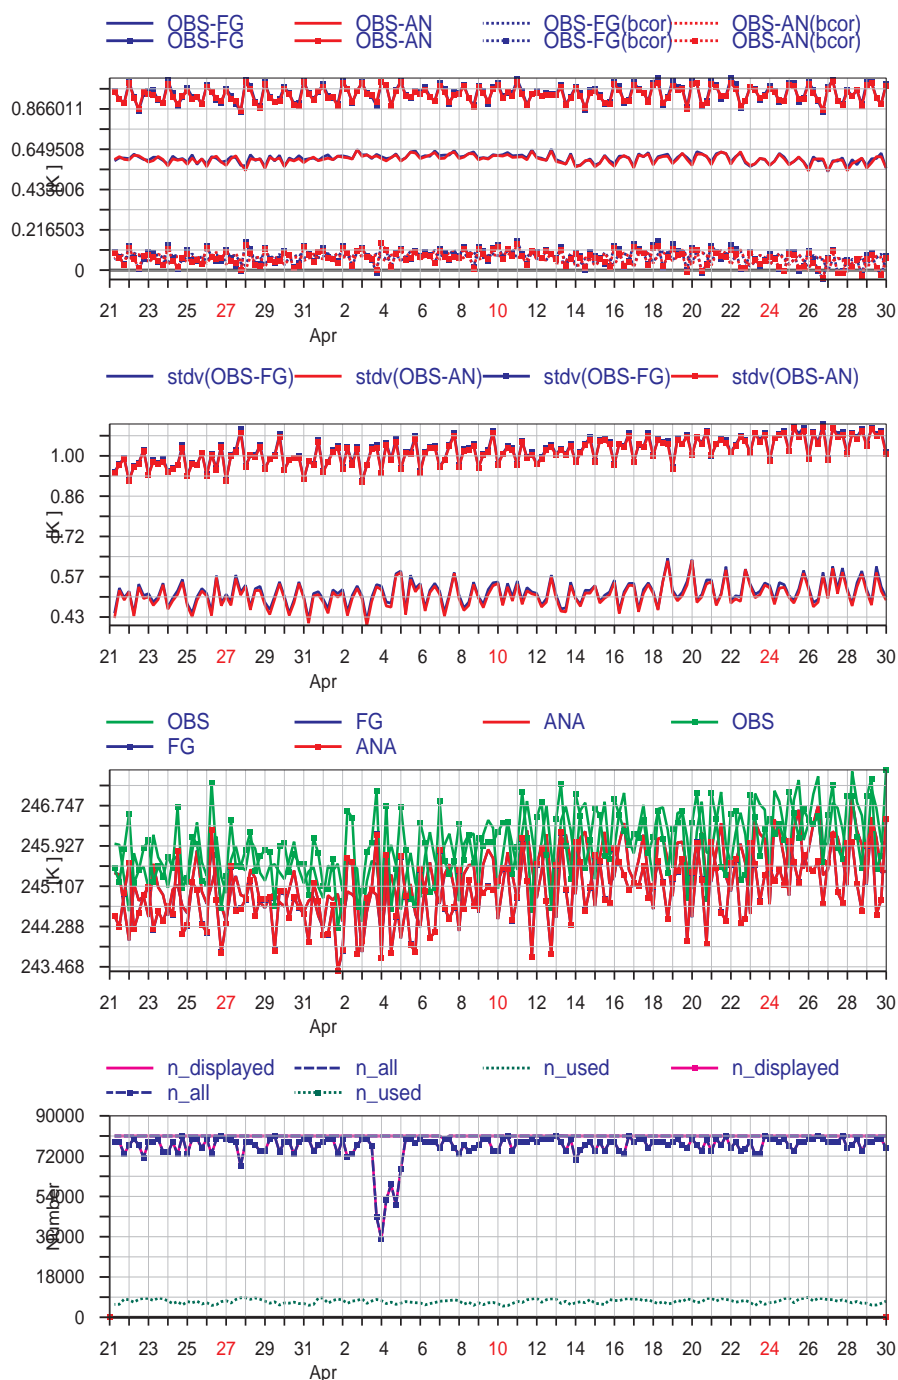 OBS-FG OBS-AN OBS-FG(bcor) OBS-AN(bcor)
OBS-FG OBS-AN OBS-FG(bcor) OBS-AN(bcor)
0.866011
0.649508
0.433006
0.216503
0
[K ]
21 23 25 27 29 31 2 4 6 8 10 12 14 16 18 20 22 24 26 28 30
Apr
stdv(OBS-FG) stdv(OBS-AN) stdv(OBS-FG) stdv(OBS-AN)
1.00
0.86
0.72
0.57
0.43
[K ]
21 23 25 27 29 31 2 4 6 8 10 12 14 16 18 20 22 24 26 28 30
Apr
OBS FG ANA OBS
FG ANA
246.747
245.927
245.107
244.288
243.468
[K ]
21 23 25 27 29 31 2 4 6 8 10 12 14 16 18 20 22 24 26 28 30
Apr
n_displayed n_all n_used n_displayed
n_all n_used
90000
72000
54000
36000
18000
0
Number
21 23 25 27 29 31 2 4 6 8 10 12 14 16 18 20 22 24 26 28 30
Apr